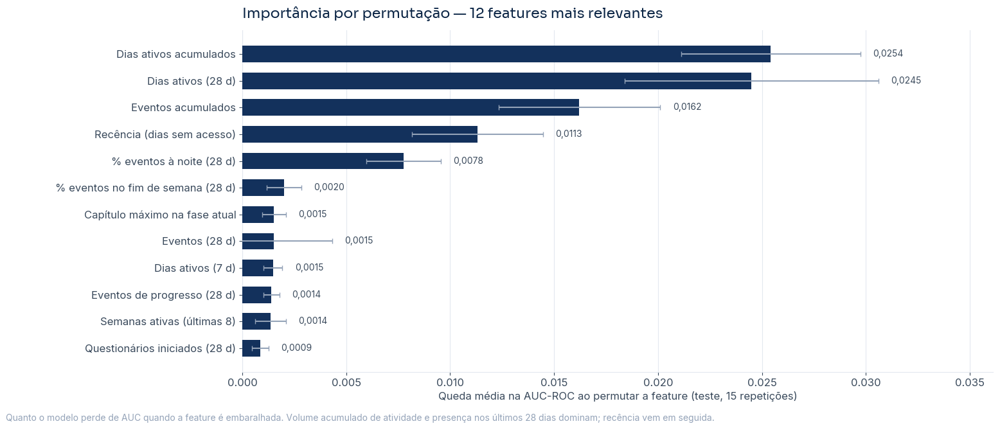 Importância por permutação — 12 features mais relevantes
Dias ativos acumulados 0,0254
Dias ativos (28 d) 0,0245
Eventos acumulados 0,0162
Recência (dias sem acesso) 0,0113
% eventos à noite (28 d) 0,0078
% eventos no fim de semana (28 d) 0,0020
Capítulo máximo na fase atual 0,0015
Eventos (28 d) 0,0015
Dias ativos (7 d) 0,0015
Eventos de progresso (28 d) 0,0014
Semanas ativas (últimas 8) 0,0014
Questionários iniciados (28 d) 0,0009
0.000 0.005 0.010 0.015 0.020 0.025 0.030 0.035
Queda média na AUC-ROC ao permutar a feature (teste, 15 repetições)
Quanto o modelo perde de AUC quando a feature é embaralhada. Volume acumulado de atividade e presença nos últimos 28 dias dominam; recência vem em seguida.